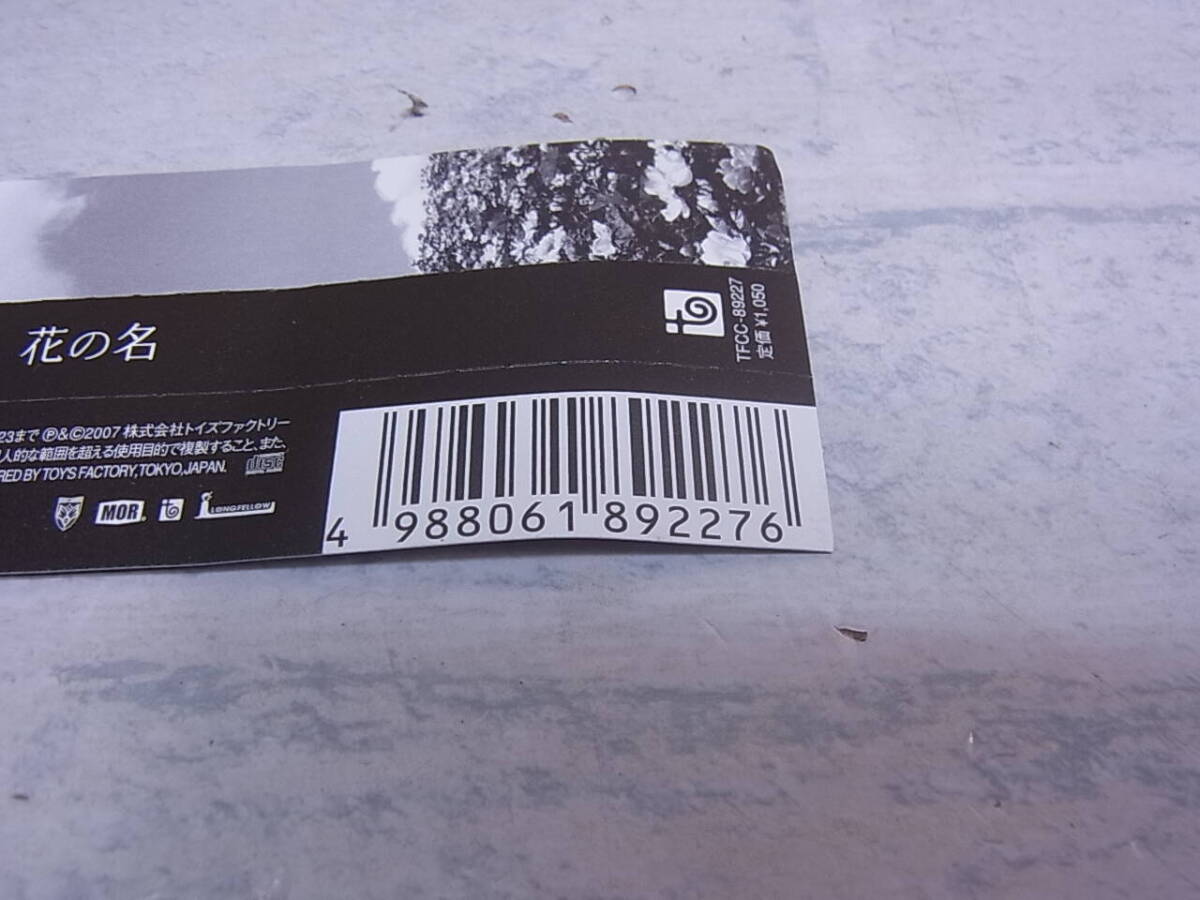 花の名
TFCC-89227
定価 ¥1,050
23まで Ⓟ&©2007 株式会社トイズファクトリー
人的な範囲を超える使用目的で複製すること、また、
RED BY TOY'S FACTORY, TOKYO, JAPAN.
MOR
LONGFELLOW
4 988061 892276